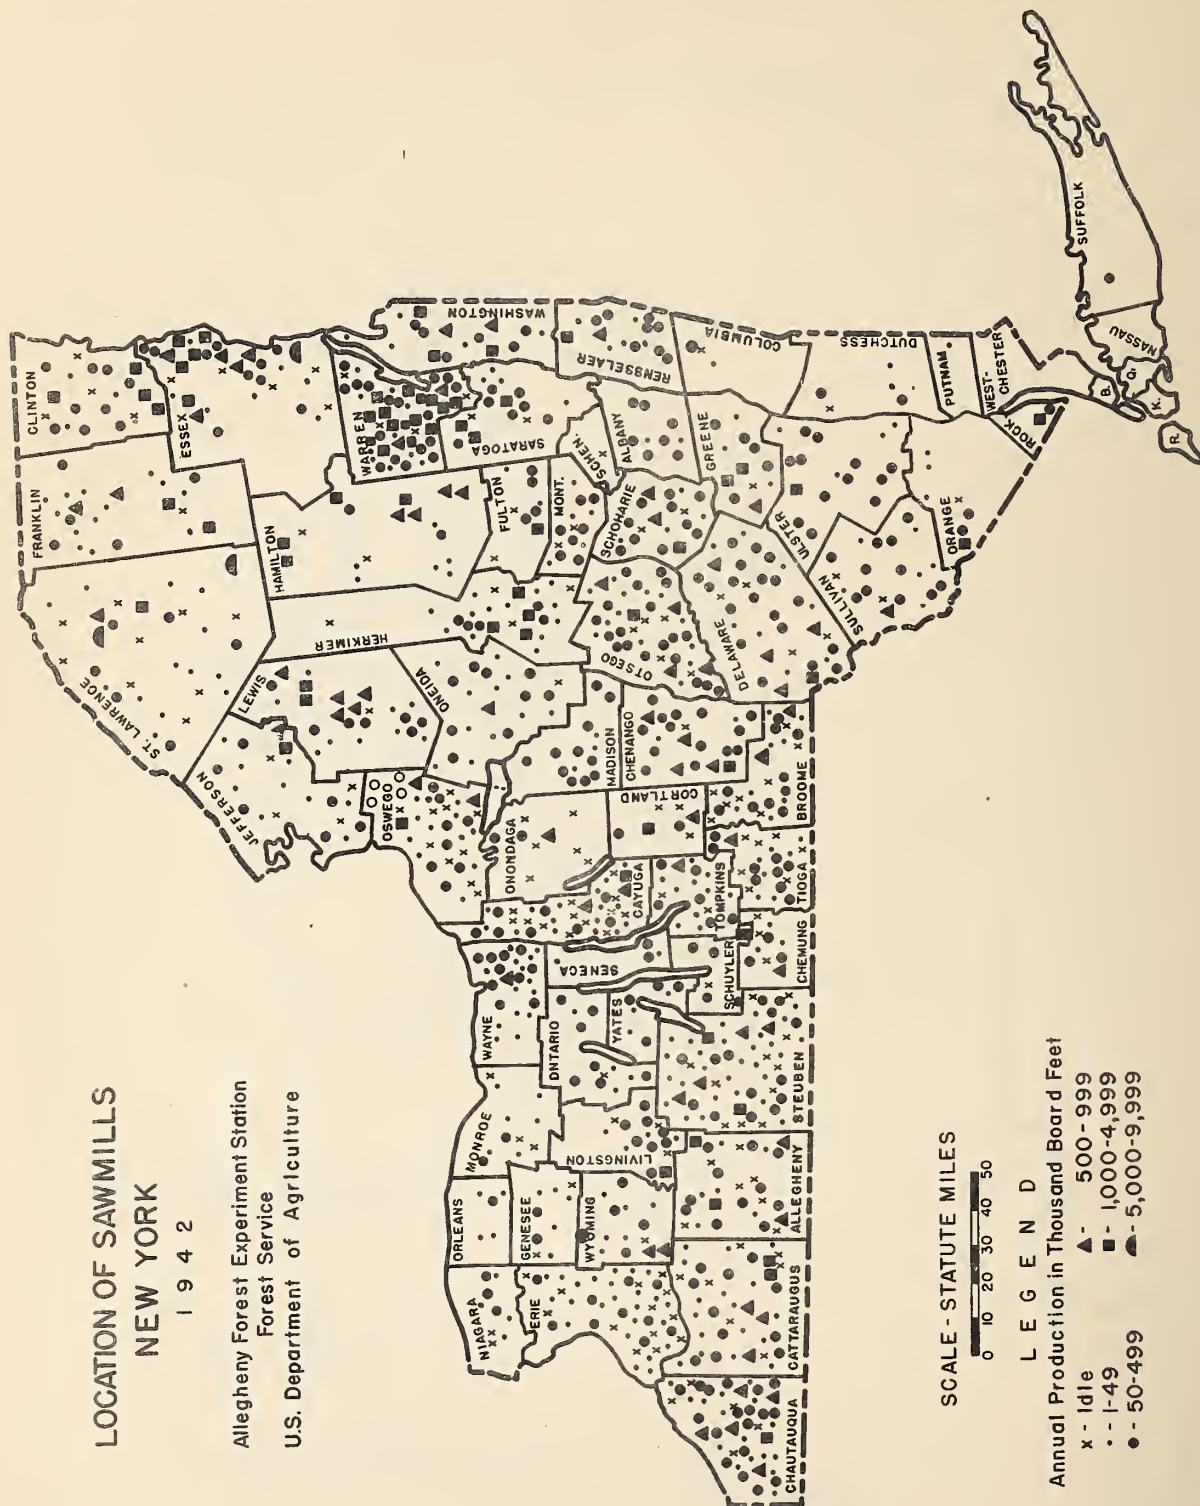 LOCATION OF SAWMILLS
NEW YORK
1942
Allegheny Forest Experiment Station
Forest Service
U.S. Department of Agriculture
CLINTON
FRANKLIN
ESSEX
ST. LAWRENCE
HAMILTON
WARREN
WASHINGTON
HERKIMER
LEWIS
JEFFERSON
ONEIDA
OSWEGO
FULTON
SARATOGA
MONT.
SCHEN.
RENSSELAER
ALBANY
SCHOHARIE
OTSEGO
MADISON
ONONDAGA
CAYUGA
SENECA
WAYNE
ONTARIO
MONROE
ORLEANS
NIAGARA
GENESEE
ERIE
WYOMING
LIVINGSTON
YATES
CHENANGO
CORTLAND
TOMPKINS
SCHUYLER
GREENE
COLUMBIA
DELAWARE
ULSTER
DUTCHESS
SULLIVAN
ORANGE
PUTNAM
WEST-
CHESTER
ROCK
BROOME
TIOGA
CHEMUNG
STEUBEN
ALLEGHENY
CATTARAUGUS
CHAUTAUQUA
B.
Q.
K.
R.
NASSAU
SUFFOLK
SCALE - STATUTE MILES
0 10 20 30 40 50
LEGEND
Annual Production in Thousand Board Feet
x - Idle
• - 1-49
● - 50-499
▲ - 500-999
■ - 1,000-4,999
- 5,000-9,999